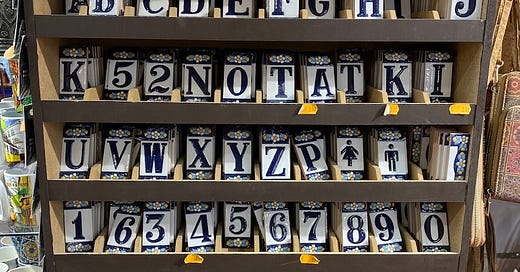 A B C D E F G H I J
K 5 2 N O T A T K I
U V W X Y Z P
1 6 3 4 5 6 7 8 9 0